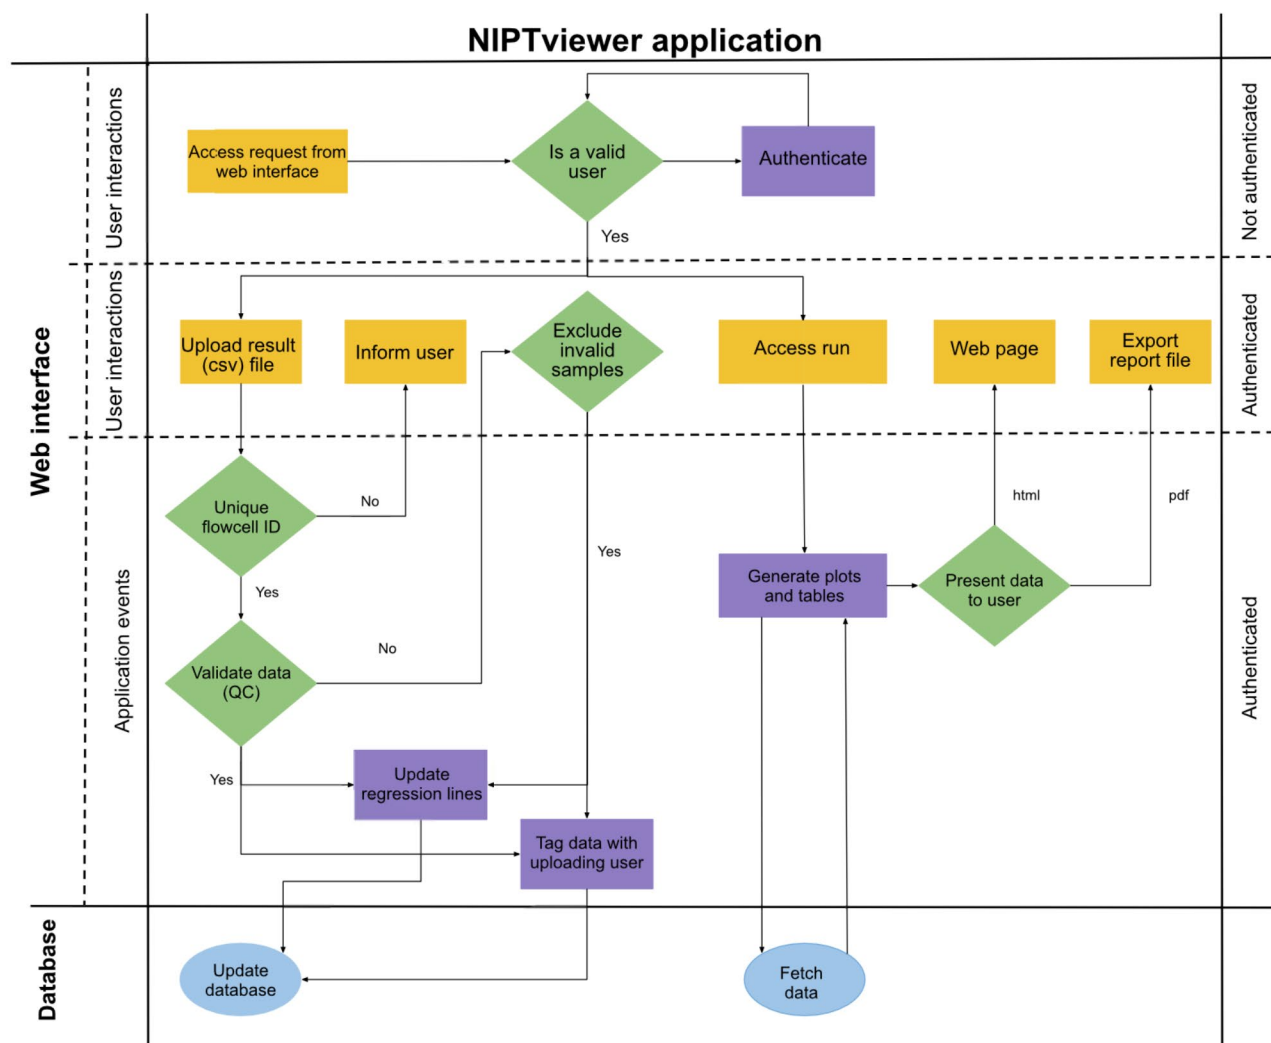 NIPTviewer application
Web interface
User interactions
Not authenticated
Access request from
web interface
Is a valid
user
Authenticate
Yes
User interactions
Authenticated
Upload result
(csv) file
Inform user
Exclude
invalid
samples
Access run
Web page
Export
report file
Application events
Authenticated
Unique
flowcell ID
No
Yes
Yes
html
pdf
Generate plots
and tables
Present data
to user
Validate data
(QC)
No
Yes
Update
regression lines
Tag data with
uploading user
Database
Update
database
Fetch
data